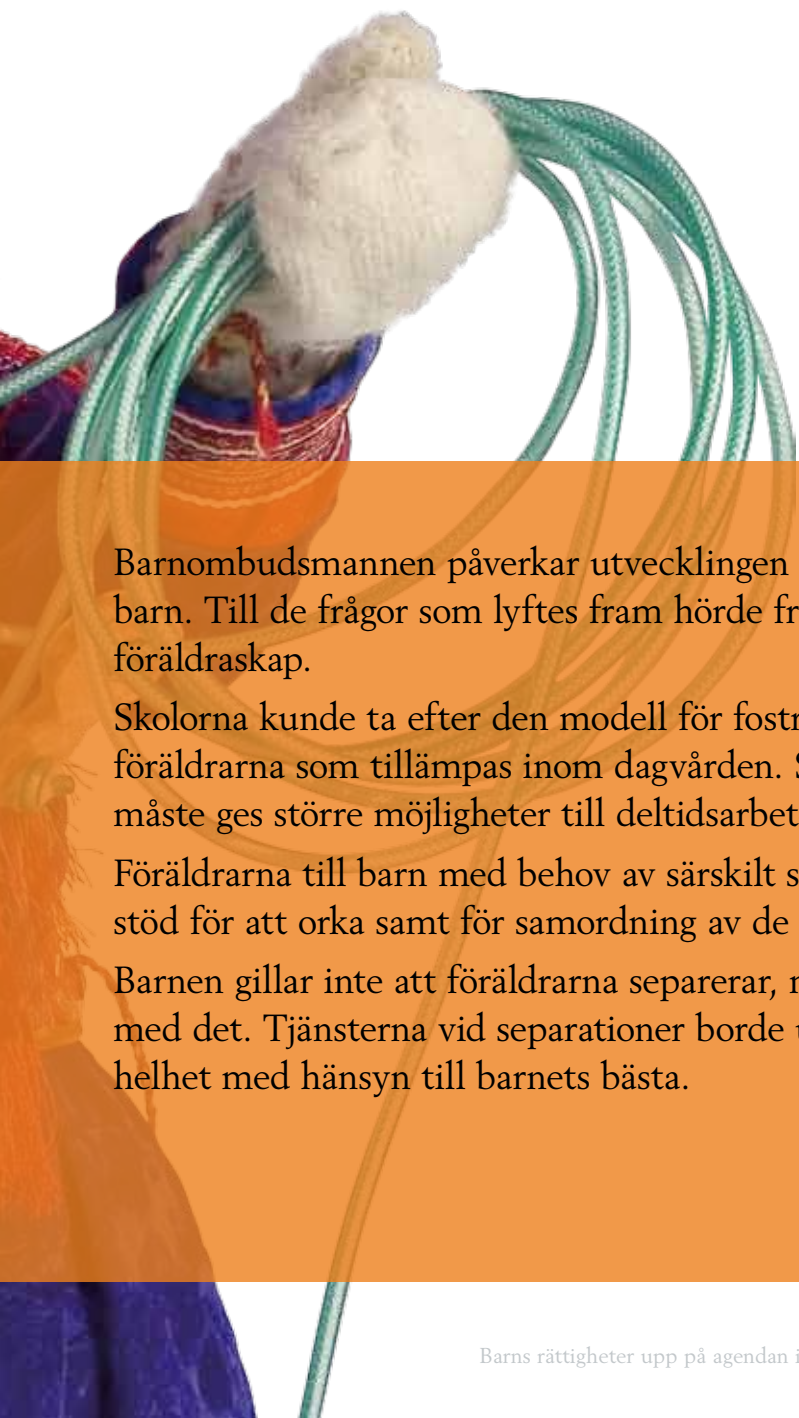 Barnombudsmannen påverkar utvecklingen
barn. Till de frågor som lyftes fram hörde
föräldraskap.
Skolorna kunde ta efter den modell för
föräldrarna som tillämpas inom dagvården.
måste ges större möjligheter till
Föräldrarna till barn med behov av särskilt
stöd för att orka samt för samordning av de
Barnen gillar inte att föräldrarna separerar,
med det. Tjänsterna vid separationer borde
helhet med hänsyn till barnets bästa.
Barns rättigheter upp på agendan